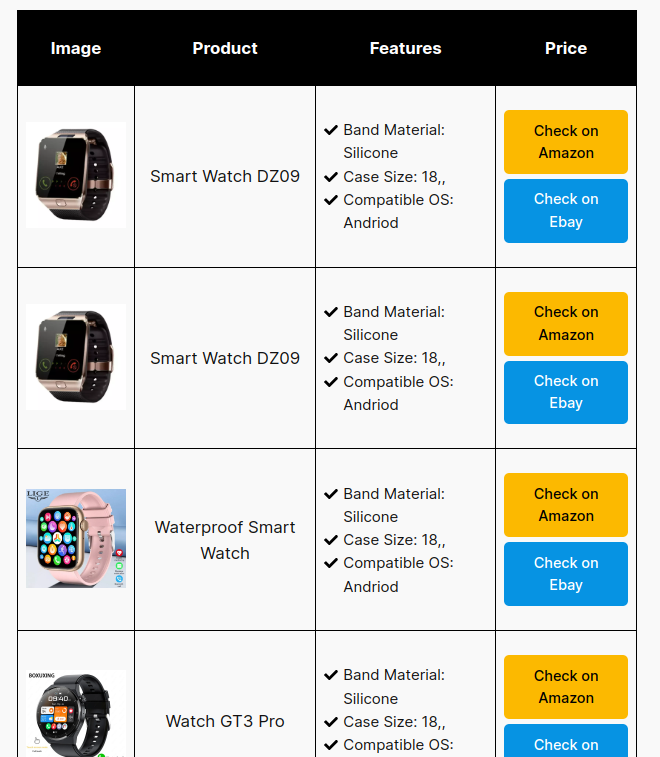 Image Product Features Price
Smart Watch DZ09
Band Material:
Silicone
Case Size: 18,,
Compatible OS:
Andriod
Check on
Amazon
Check on
Ebay
Smart Watch DZ09
Band Material:
Silicone
Case Size: 18,,
Compatible OS:
Andriod
Check on
Amazon
Check on
Ebay
LIGE
Waterproof Smart
Watch
Band Material:
Silicone
Case Size: 18,,
Compatible OS:
Andriod
Check on
Amazon
Check on
Ebay
BOXUXING
09:40
Watch GT3 Pro
Band Material:
Silicone
Case Size: 18,,
Compatible OS:
Check on
Amazon
Check on